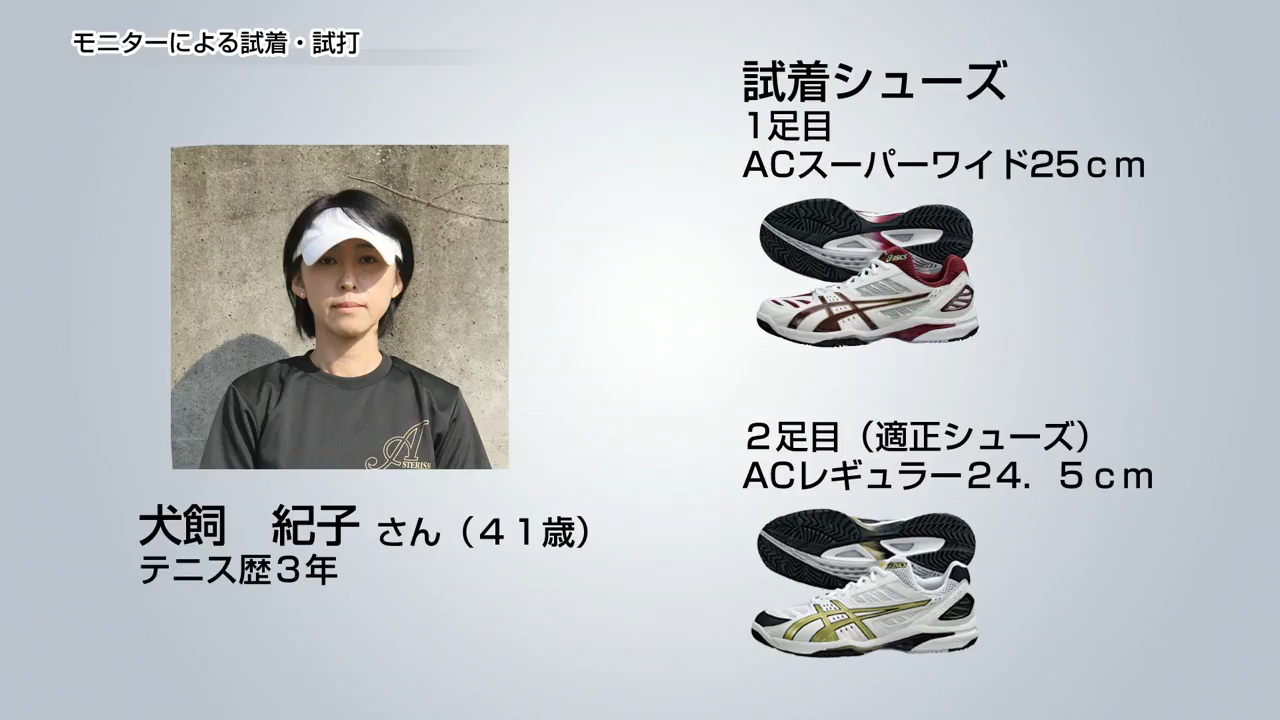 モニターによる試着・試打
試着シューズ
１足目
ACスーパーワイド25ｃｍ
asics
２足目（適正シューズ）
ACレギュラー２４．５ｃｍ
asics
A
STERISM
犬飼　紀子 さん（４１歳）
テニス歴３年